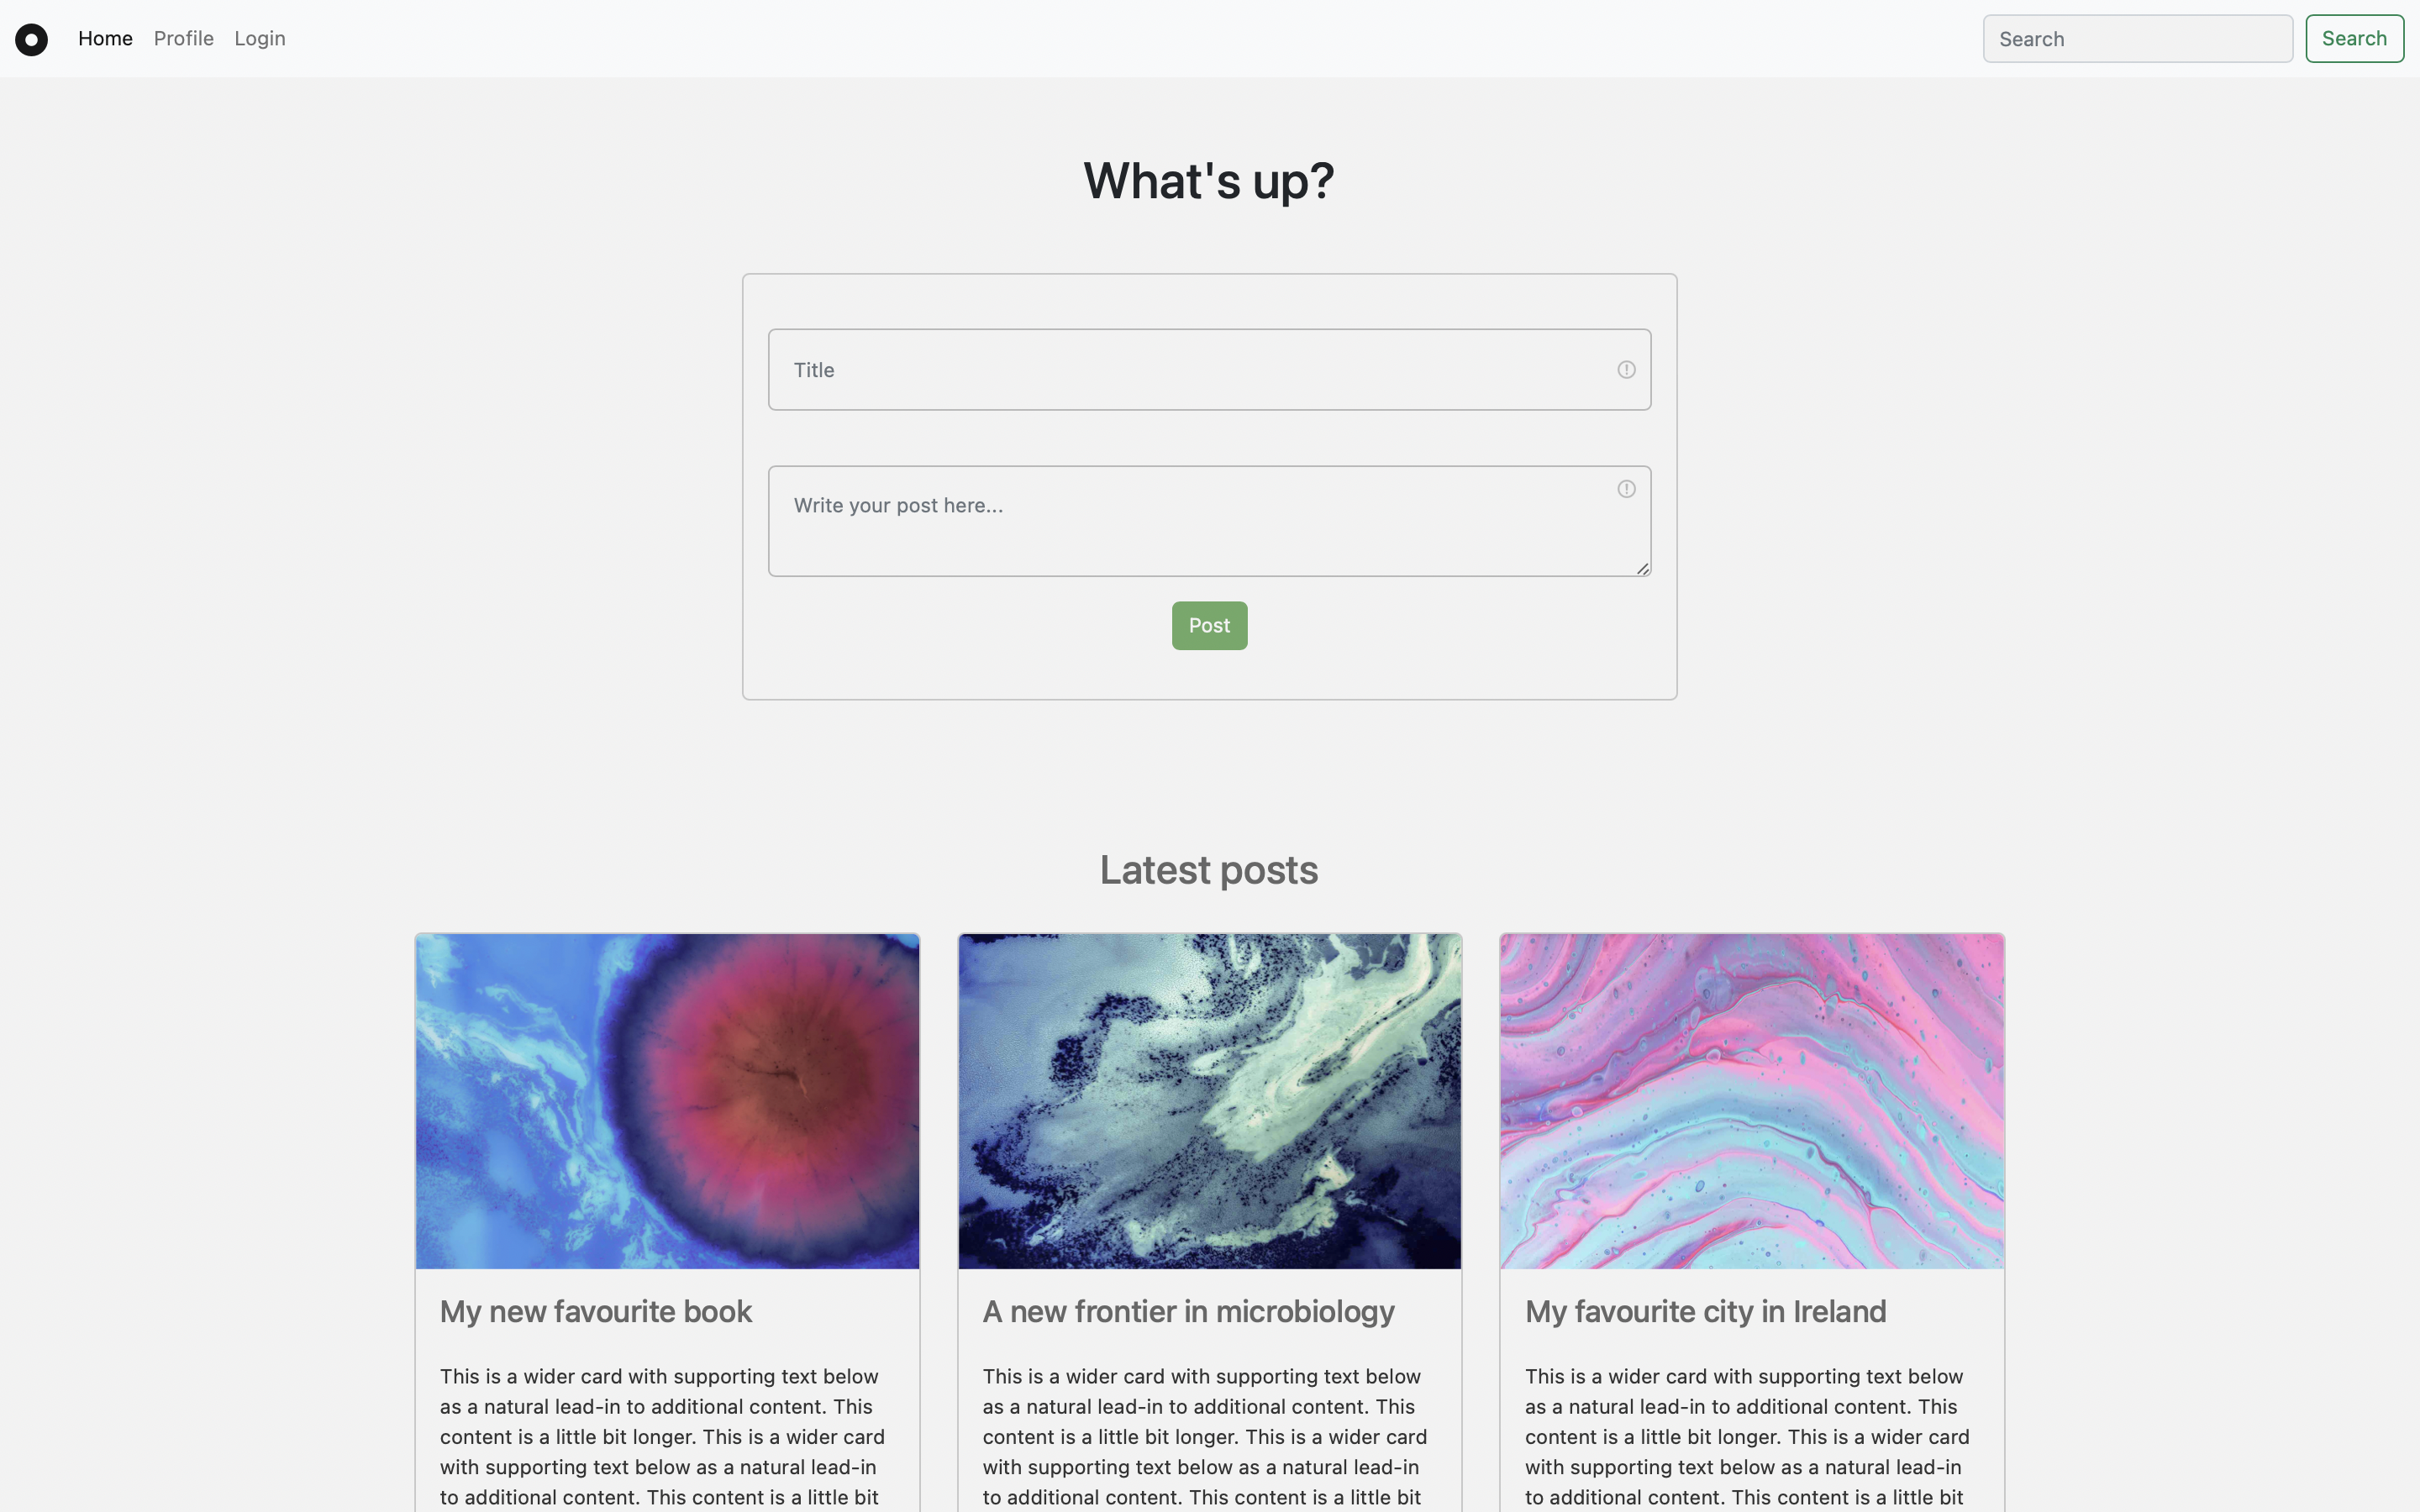 Home Profile Login Search Search
What's up?
Title
Write your post here...
Post
Latest posts
My new favourite book
This is a wider card with supporting text below
as a natural lead-in to additional content. This
content is a little bit longer. This is a wider card
with supporting text below as a natural lead-in
to additional content. This content is a little bit
A new frontier in microbiology
This is a wider card with supporting text below
as a natural lead-in to additional content. This
content is a little bit longer. This is a wider card
with supporting text below as a natural lead-in
to additional content. This content is a little bit
My favourite city in Ireland
This is a wider card with supporting text below
as a natural lead-in to additional content. This
content is a little bit longer. This is a wider card
with supporting text below as a natural lead-in
to additional content. This content is a little bit